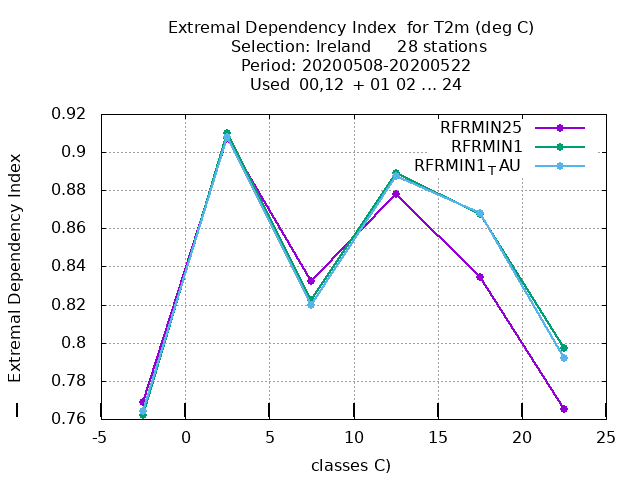 Extremal Dependency Index for T2m (deg C)
Selection: Ireland 28 stations
Period: 20200508-20200522
Used 00,12 + 01 02 ... 24
Extremal Dependency Index
0.92
0.9
0.88
0.86
0.84
0.82
0.8
0.78
0.76
RFRMIN25
RFRMIN1
RFRMIN1TAU
-5 0 5 10 15 20 25
classes C)